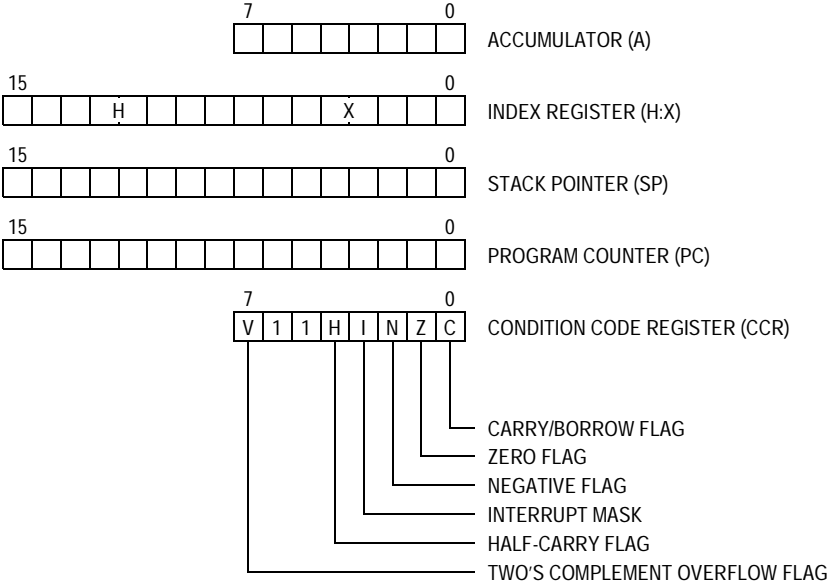 7 0
ACCUMULATOR (A)
15 0
H X INDEX REGISTER (H:X)
15 0
STACK POINTER (SP)
15 0
PROGRAM COUNTER (PC)
7 0
V 1 1 H I N Z C CONDITION CODE REGISTER (CCR)
CARRY/BORROW FLAG
ZERO FLAG
NEGATIVE FLAG
INTERRUPT MASK
HALF-CARRY FLAG
TWO'S COMPLEMENT OVERFLOW FLAG